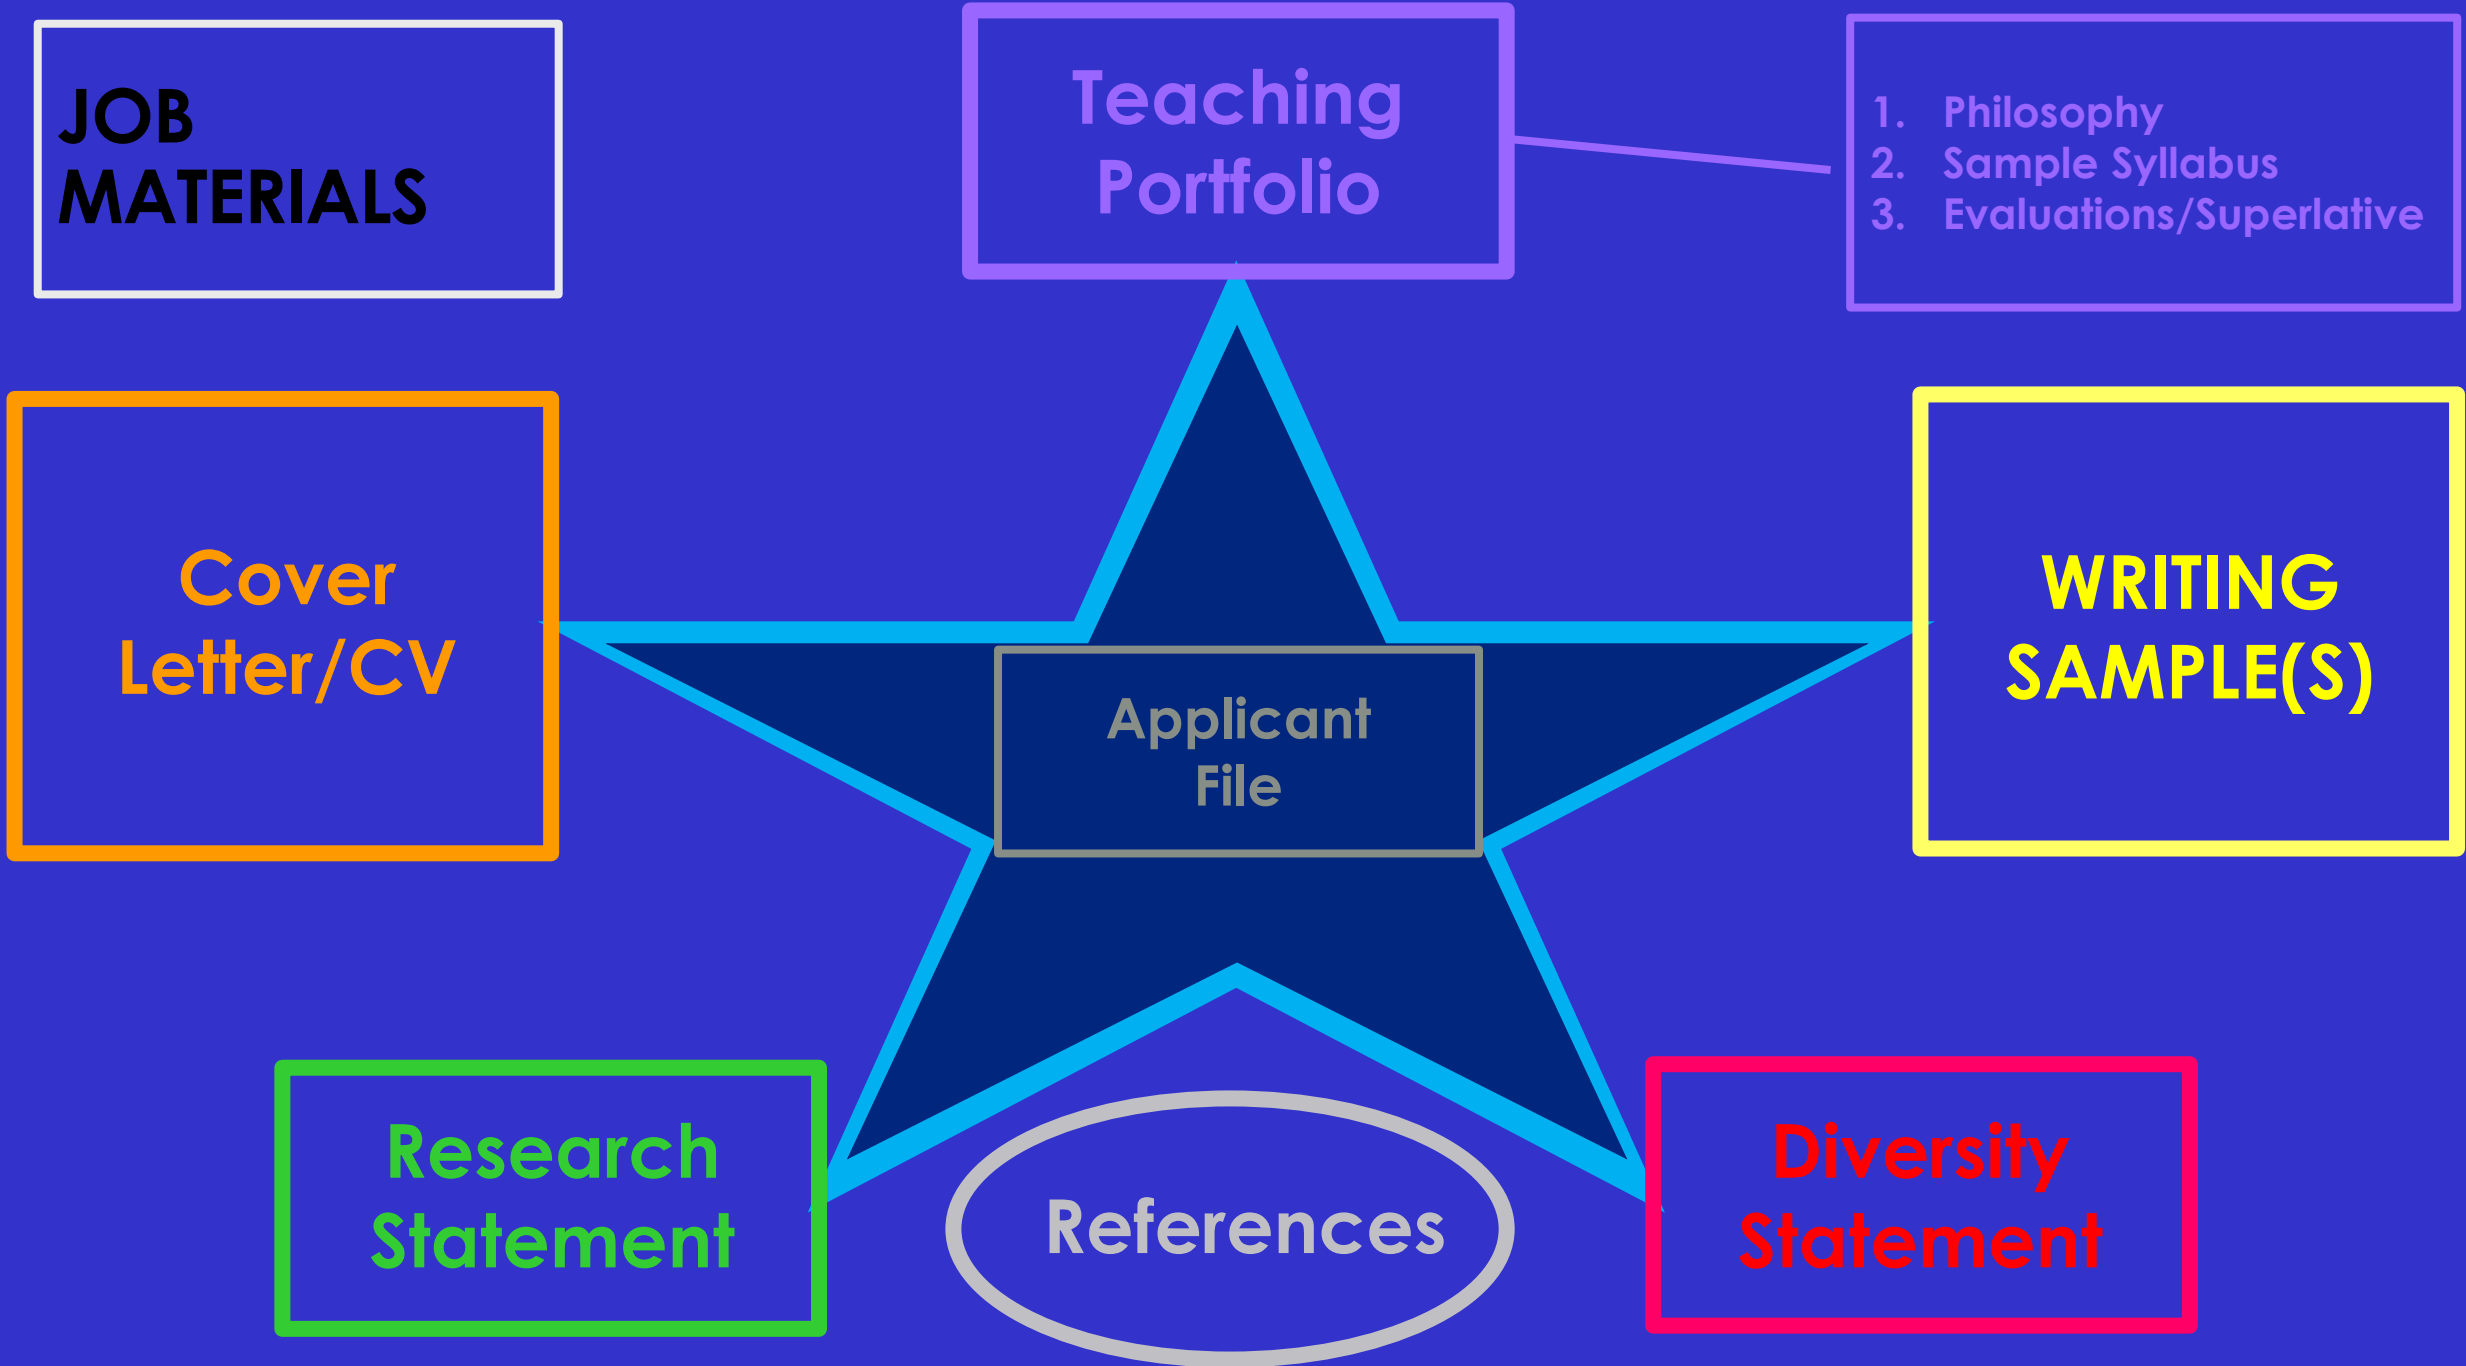 JOB
MATERIALS
Teaching
Portfolio
1. Philosophy
2. Sample Syllabus
3. Evaluations/Superlative
Cover
Letter/CV
Applicant
File
WRITING
SAMPLE(S)
Research
Statement
References
Diversity
Statement